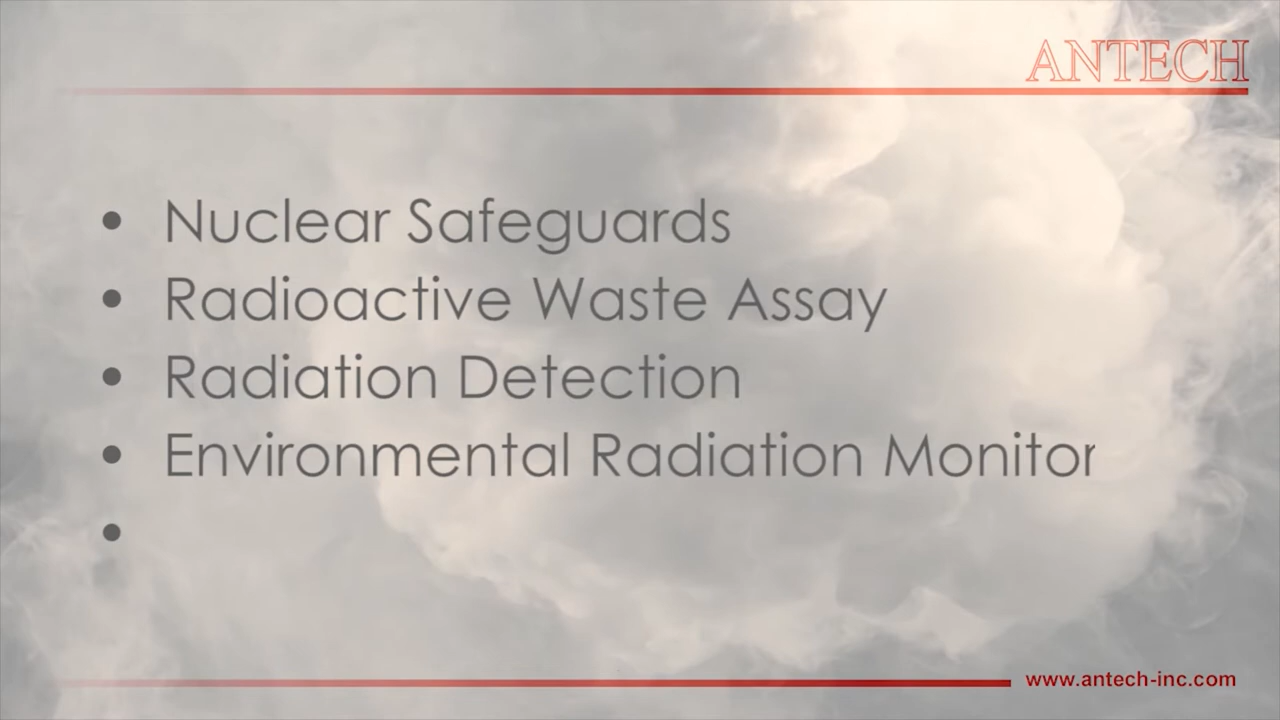 ANTECH
• Nuclear Safeguards
• Radioactive Waste Assay
• Radiation Detection
• Environmental Radiation Monitor
•
www.antech-inc.com